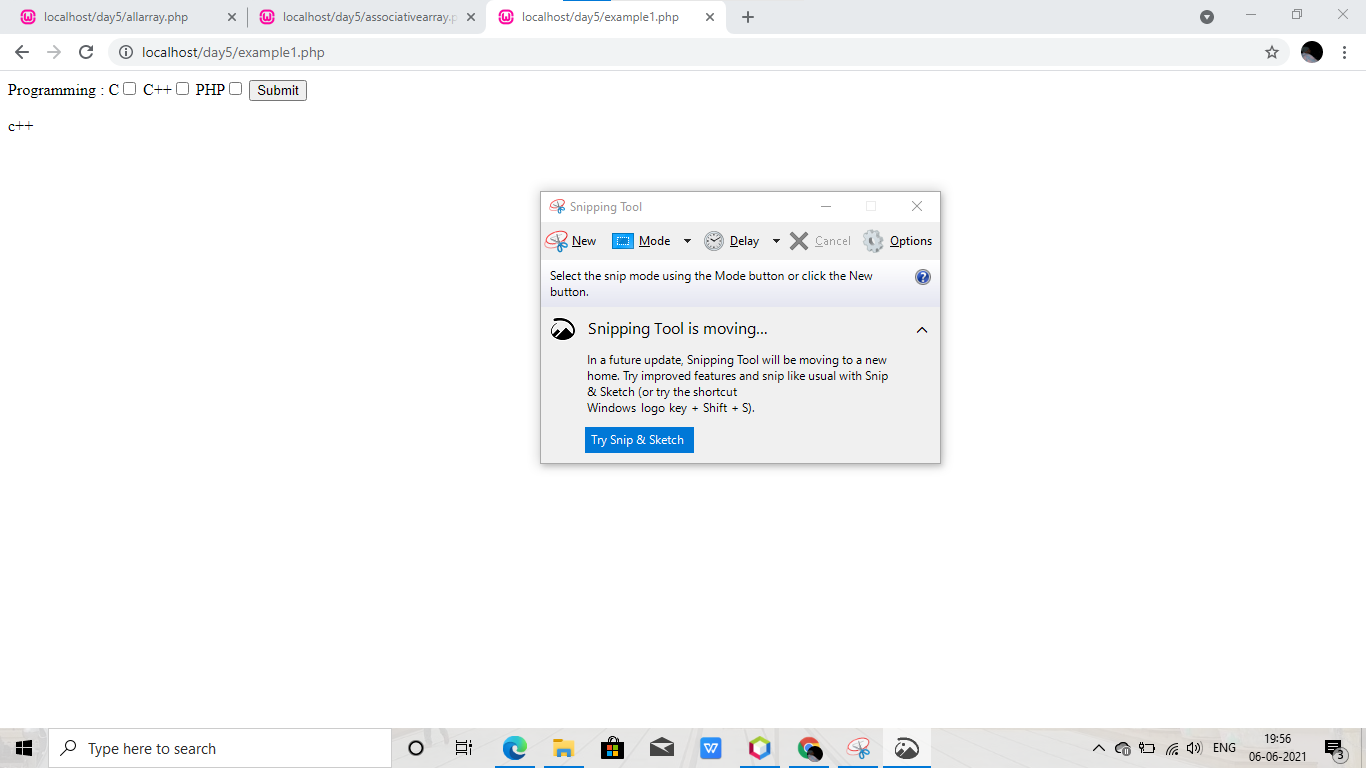 localhost/day5/allarray.php
localhost/day5/associativearray.p
localhost/day5/example1.php
localhost/day5/example1.php
Programming : C C++ PHP Submit
c++
Snipping Tool
New Mode Delay Cancel Options
Select the snip mode using the Mode button or click the New
button.
Snipping Tool is moving...
In a future update, Snipping Tool will be moving to a new
home. Try improved features and snip like usual with Snip
& Sketch (or try the shortcut
Windows logo key + Shift + S).
Try Snip & Sketch
Type here to search
ENG
19:56
06-06-2021
3